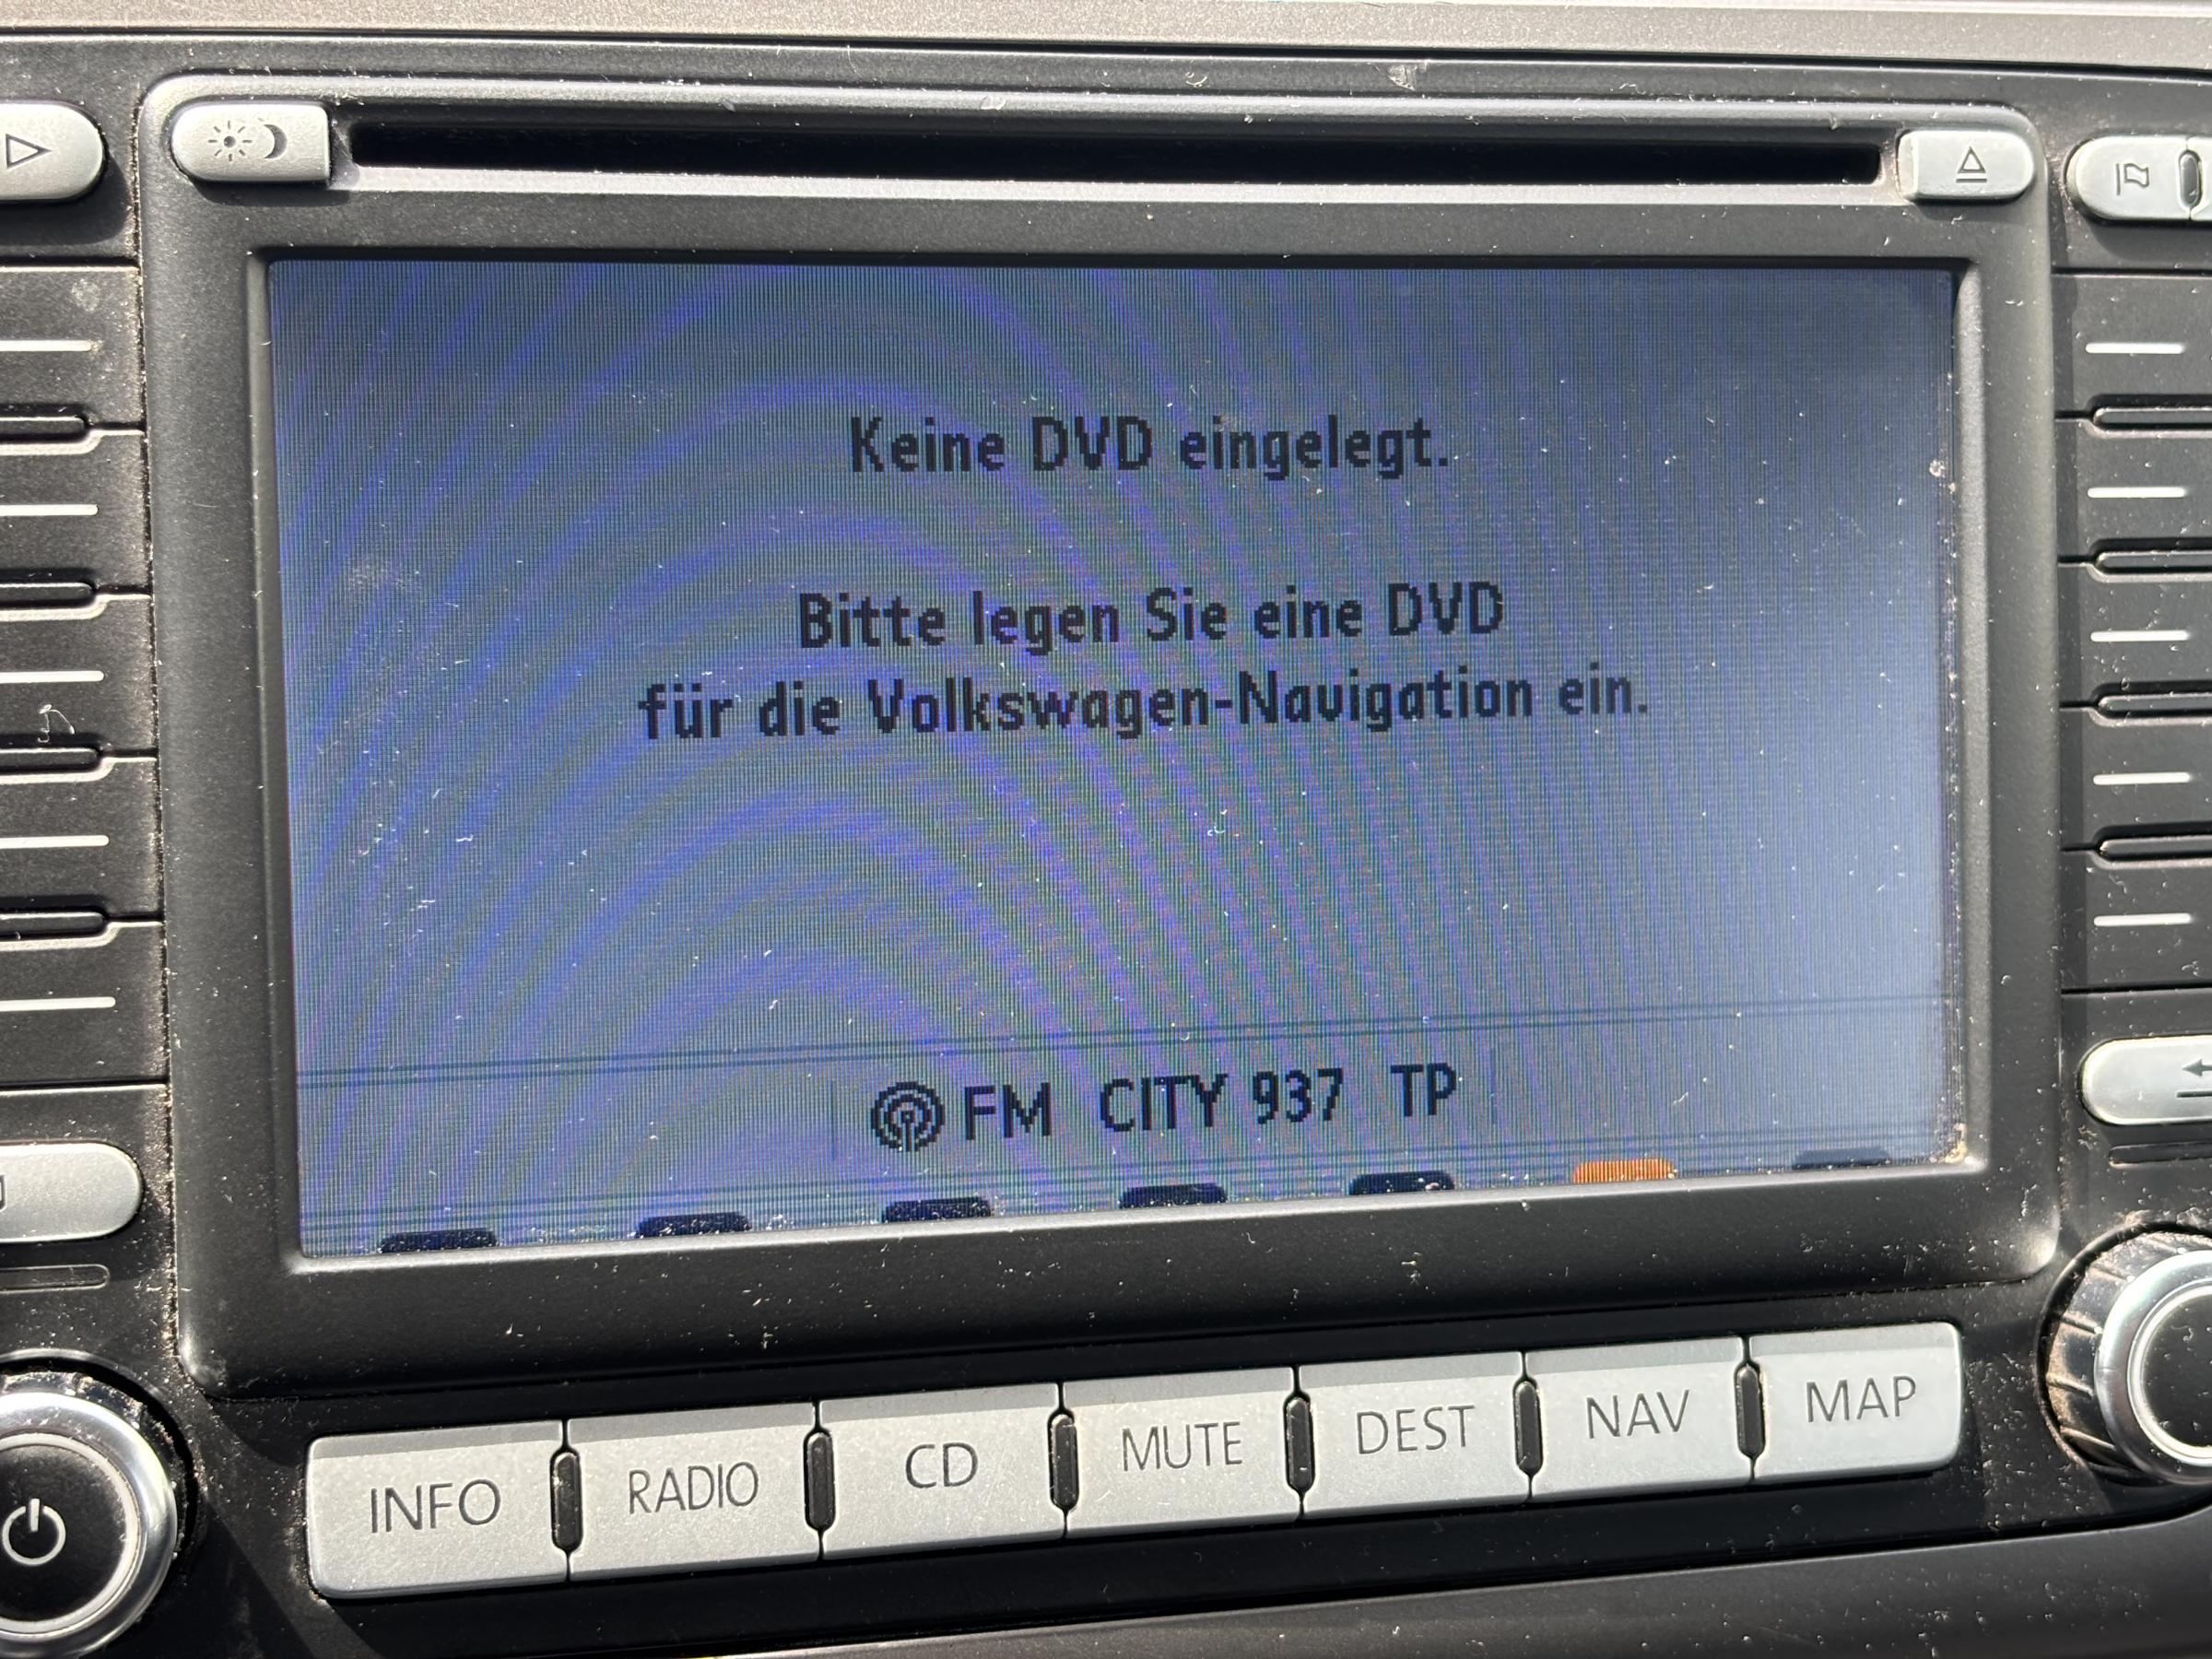 Keine DVD eingelegt.
Bitte legen Sie eine DVD
für die Volkswagen-Navigation ein.
FM CITY 937 TP
INFO
RADIO
CD
MUTE
DEST
NAV
MAP